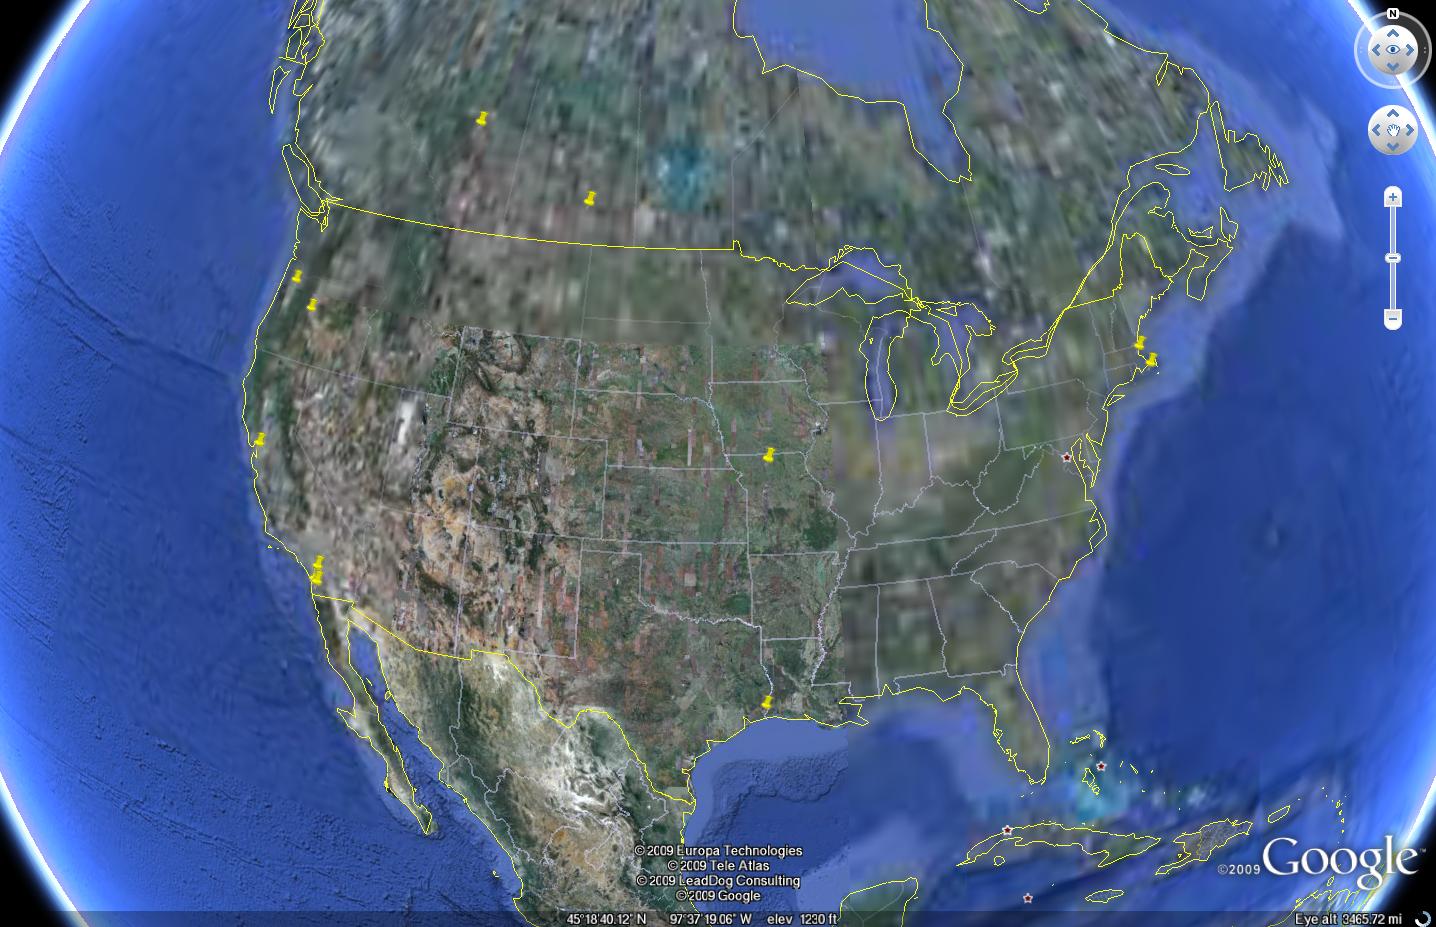 N
© 2009 Europa Technologies
© 2009 Tele Atlas
© 2009 LeadDog Consulting
© 2009 Google
©2009 Google™
45°18'40.12" N 97°37'19.06" W elev 1230 ft
Eye alt 3465.72 mi